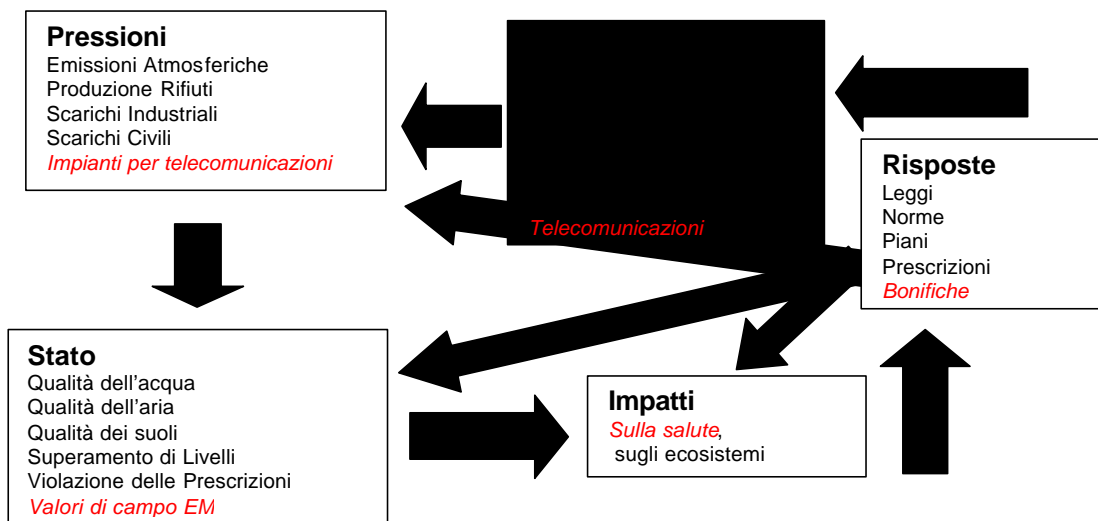 Pressioni
Emissioni Atmosferiche
Produzione Rifiuti
Scarichi Industriali
Scarichi Civili
Impianti per telecomunicazioni
Telecomunicazioni
Risposte
Leggi
Norme
Piani
Prescrizioni
Bonifiche
Stato
Qualità dell'acqua
Qualità dell'aria
Qualità dei suoli
Superamento di Livelli
Violazione delle Prescrizioni
Valori di campo EM
Impatti
Sulla salute,
sugli ecosistemi